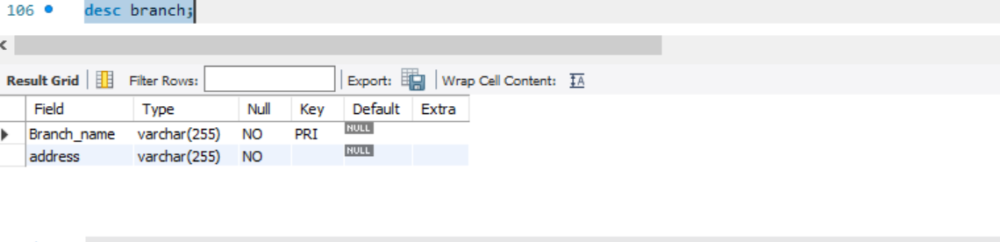 106 desc branch;
Result Grid Filter Rows: Export: Wrap Cell Content:
Field Type Null Key Default Extra
Branch_name varchar(255) NO PRI NULL
address varchar(255) NO NULL